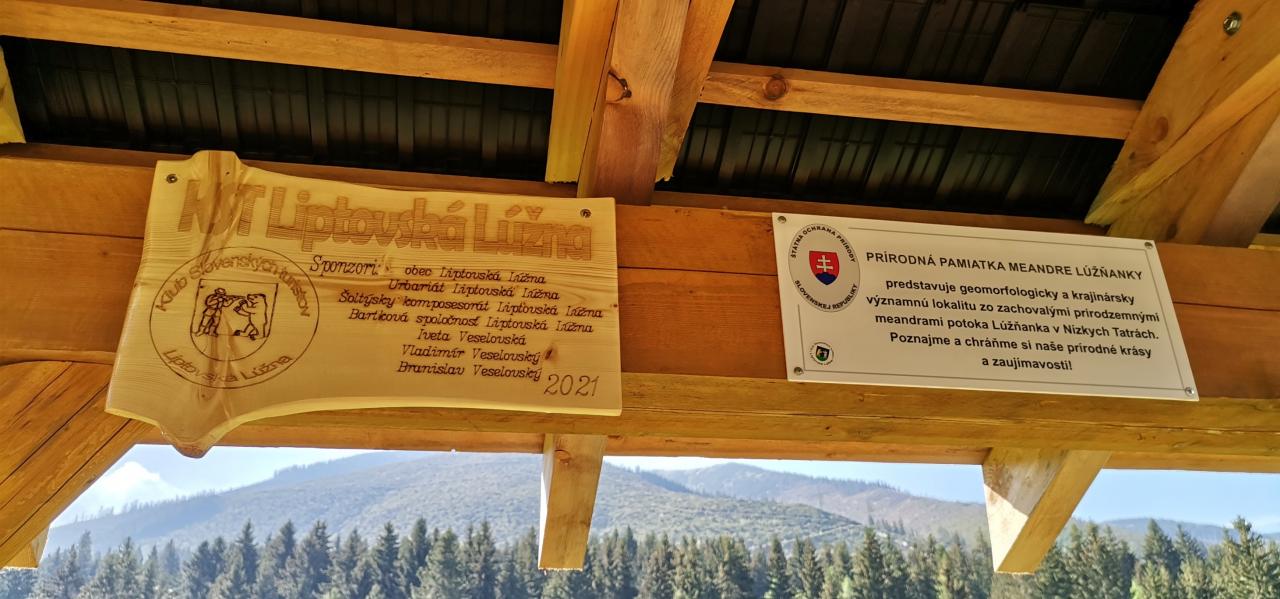 KST Liptovská Lúžna
Klub Slovenských turistov
Liptovská Lúžna
Sponzori: obec Liptovská Lúžna
Urbariát Liptovská Lúžna
Šoltýsky komposesorát Liptovská Lúžna
Bartková spoločnosť Liptovská Lúžna
Iveta Veselovská
Vladimír Veselovský
Branislav Veselovský
2021
ŠTÁTNA OCHRANA PRÍRODY
SLOVENSKEJ REPUBLIKY
PRÍRODNÁ PAMIATKA MEANDRE LÚŽŇANKY
predstavuje geomorfologicky a krajinársky
významnú lokalitu zo zachovalými prirodzemnými
meandrami potoka Lúžňanka v Nízkych Tatrách.
Poznajme a chráňme si naše prírodné krásy
a zaujímavosti!